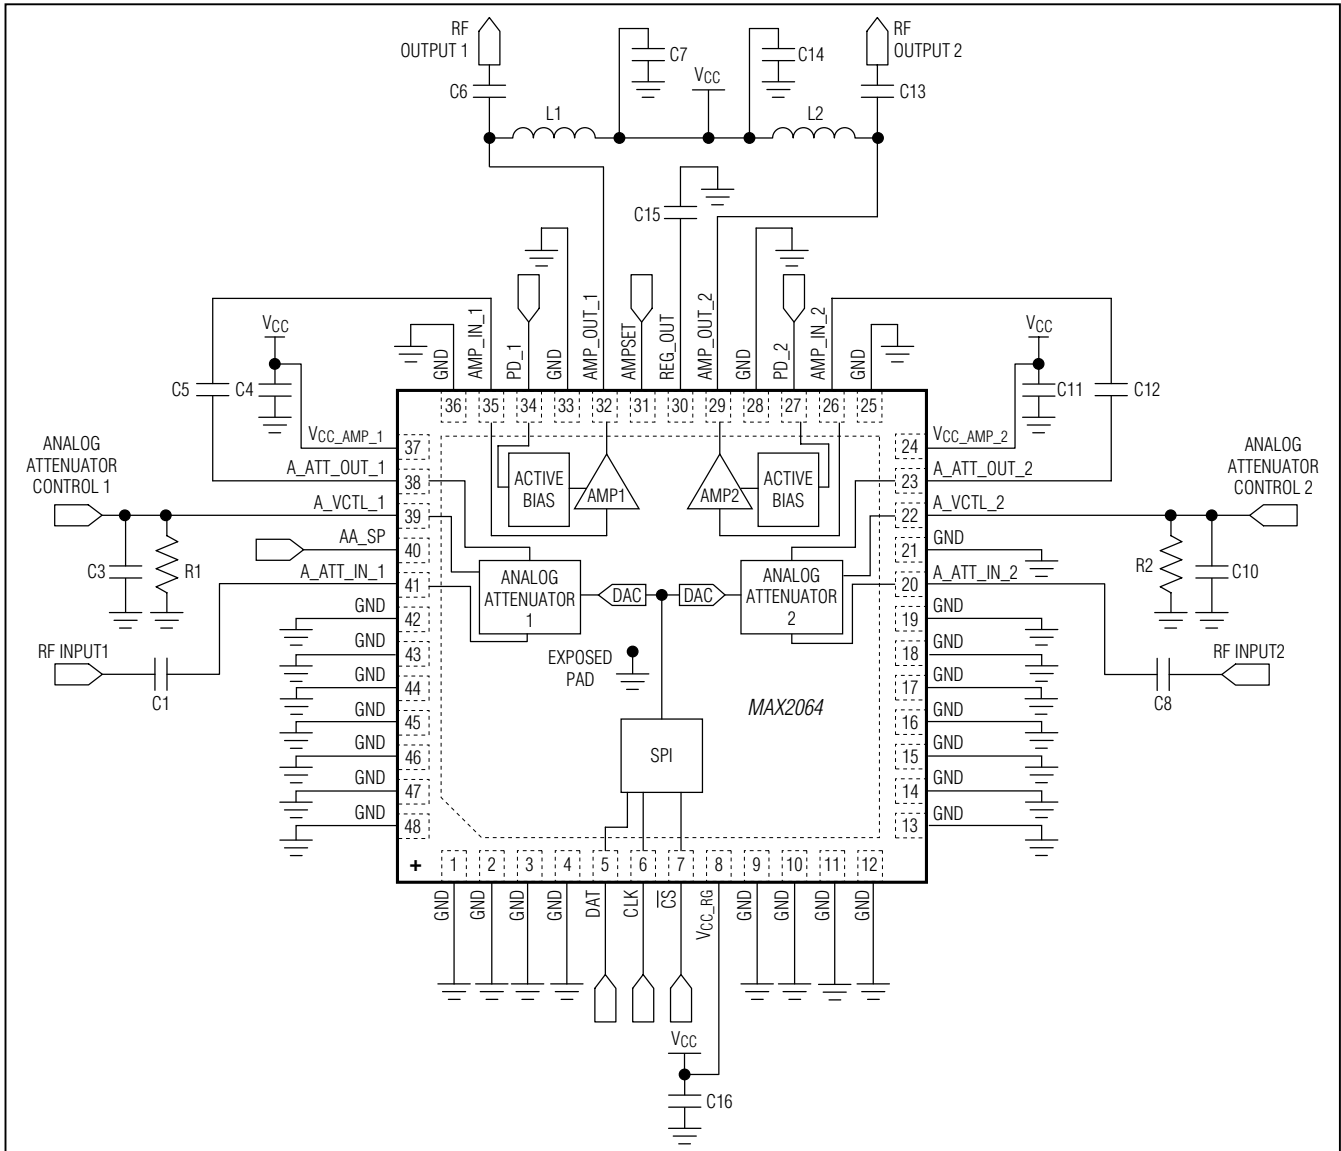 RF
OUTPUT 1
RF
OUTPUT 2
C7
C14
VCC
C6
C13
L1
L2
C15
GND
AMP_IN_1
PD_1
GND
AMP_OUT_1
AMPSET
REG_OUT
AMP_OUT_2
GND
PD_2
AMP_IN_2
GND
VCC
VCC
C5
C4
C11
C12
36
35
34
33
32
31
30
29
28
27
26
25
ANALOG
ATTENUATOR
CONTROL 1
VCC_AMP_1
37
A_ATT_OUT_1
38
A_VCTL_1
39
AA_SP
40
A_ATT_IN_1
41
GND
42
GND
43
GND
44
GND
45
GND
46
GND
47
GND
48
C3
R1
RF INPUT1
C1
ACTIVE
BIAS
AMP1
AMP2
ACTIVE
BIAS
ANALOG
ATTENUATOR
1
DAC
DAC
ANALOG
ATTENUATOR
2
EXPOSED
PAD
MAX2064
SPI
24
VCC_AMP_2
23
A_ATT_OUT_2
22
A_VCTL_2
21
GND
20
A_ATT_IN_2
19
GND
18
GND
17
GND
16
GND
15
GND
14
GND
13
GND
ANALOG
ATTENUATOR
CONTROL 2
R2
C10
RF INPUT2
C8
+
1
2
3
4
5
6
7
8
9
10
11
12
GND
GND
GND
GND
DAT
CLK
CS
VCC_RG
GND
GND
GND
GND
VCC
C16